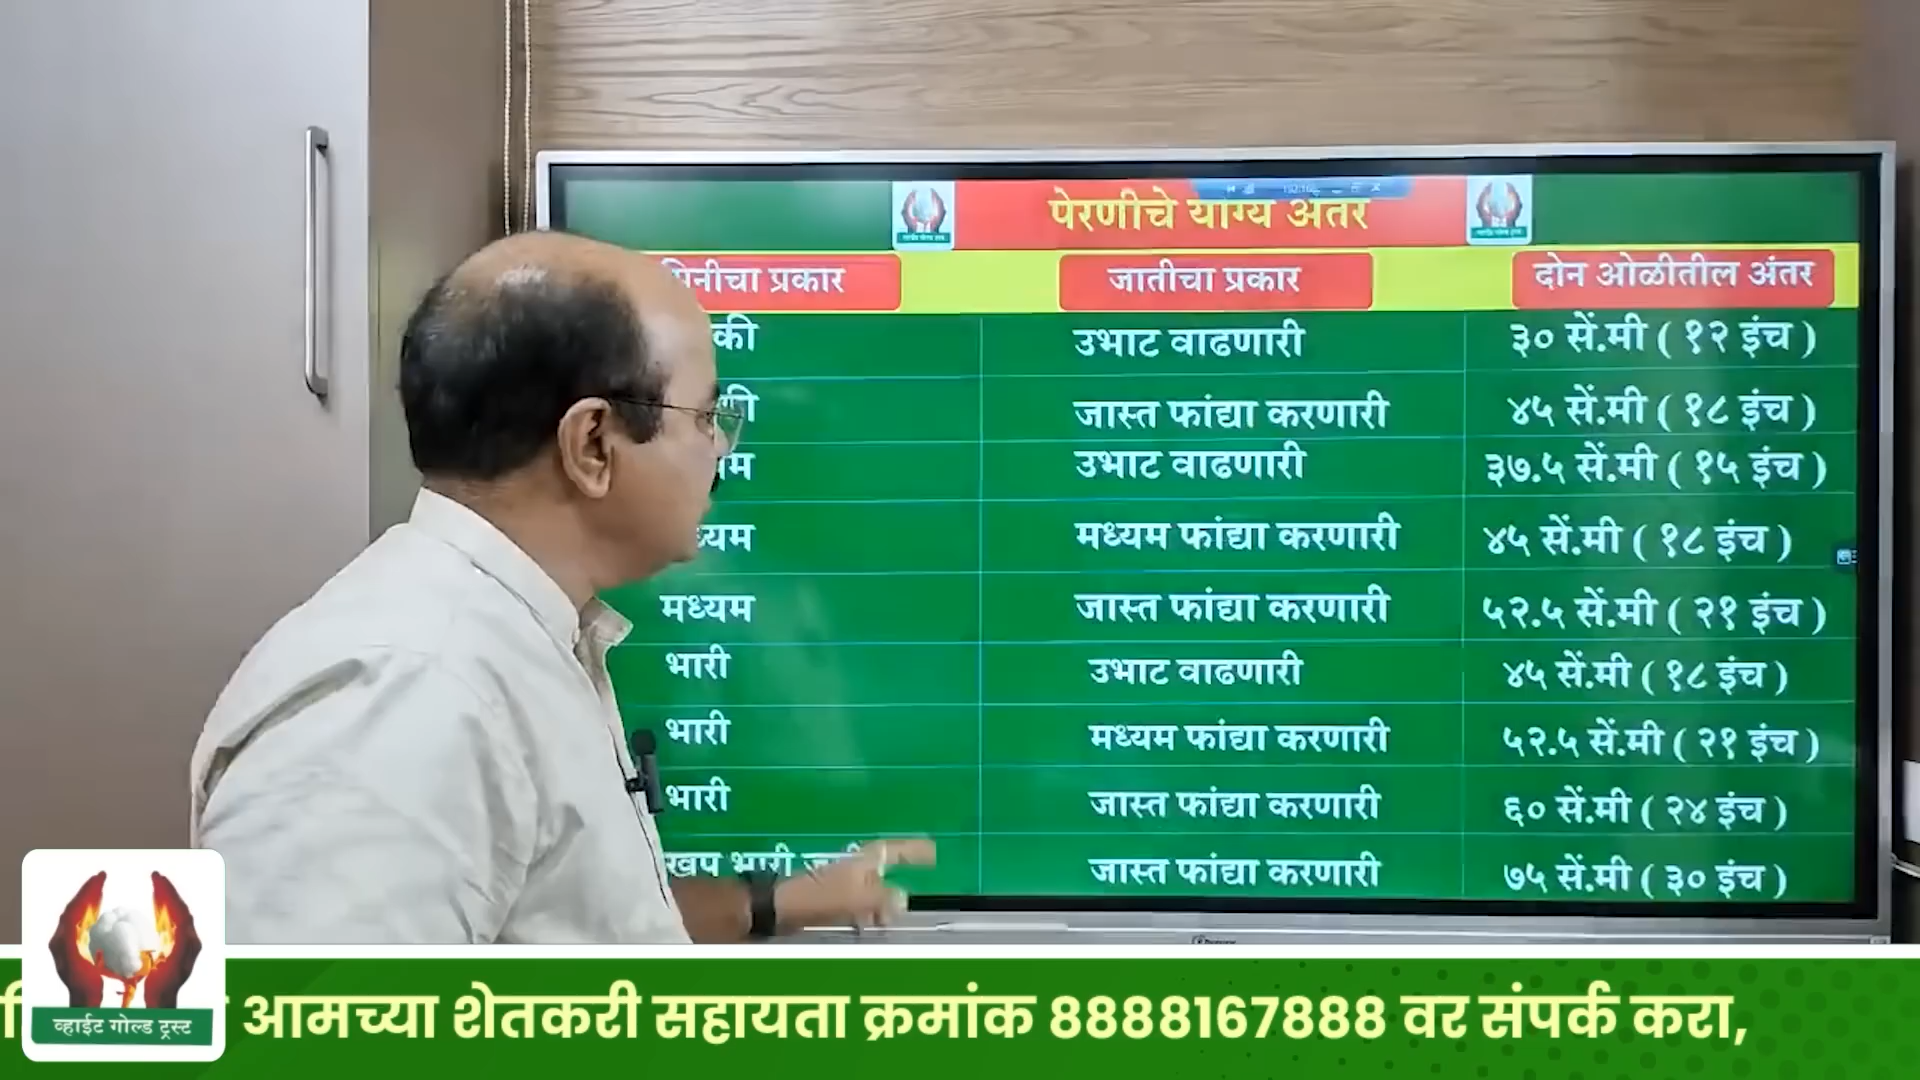 पेरणीचे योग्य अंतर
प्रकार जातीचा प्रकार दोन ओळीतील अंतर
उभाट वाढणारी ३० सें.मी ( १२ इंच )
जास्त फांद्या करणारी ४५ सें.मी ( १८ इंच )
उभाट वाढणारी ३७.५ सें.मी ( १५ इंच )
मध्यम फांद्या करणारी ४५ सें.मी ( १८ इंच )
मध्यम जास्त फांद्या करणारी ५२.५ सें.मी ( २१ इंच )
भारी उभाट वाढणारी ४५ सें.मी ( १८ इंच )
भारी मध्यम फांद्या करणारी ५२.५ सें.मी ( २१ इंच )
भारी जास्त फांद्या करणारी ६० सें.मी ( २४ इंच )
भारी जास्त फांद्या करणारी ७५ सें.मी ( ३० इंच )
आमच्या शेतकरी सहायता क्रमांक 8888167888 वर संपर्क करा,
व्हाईट गोल्ड ट्रस्ट